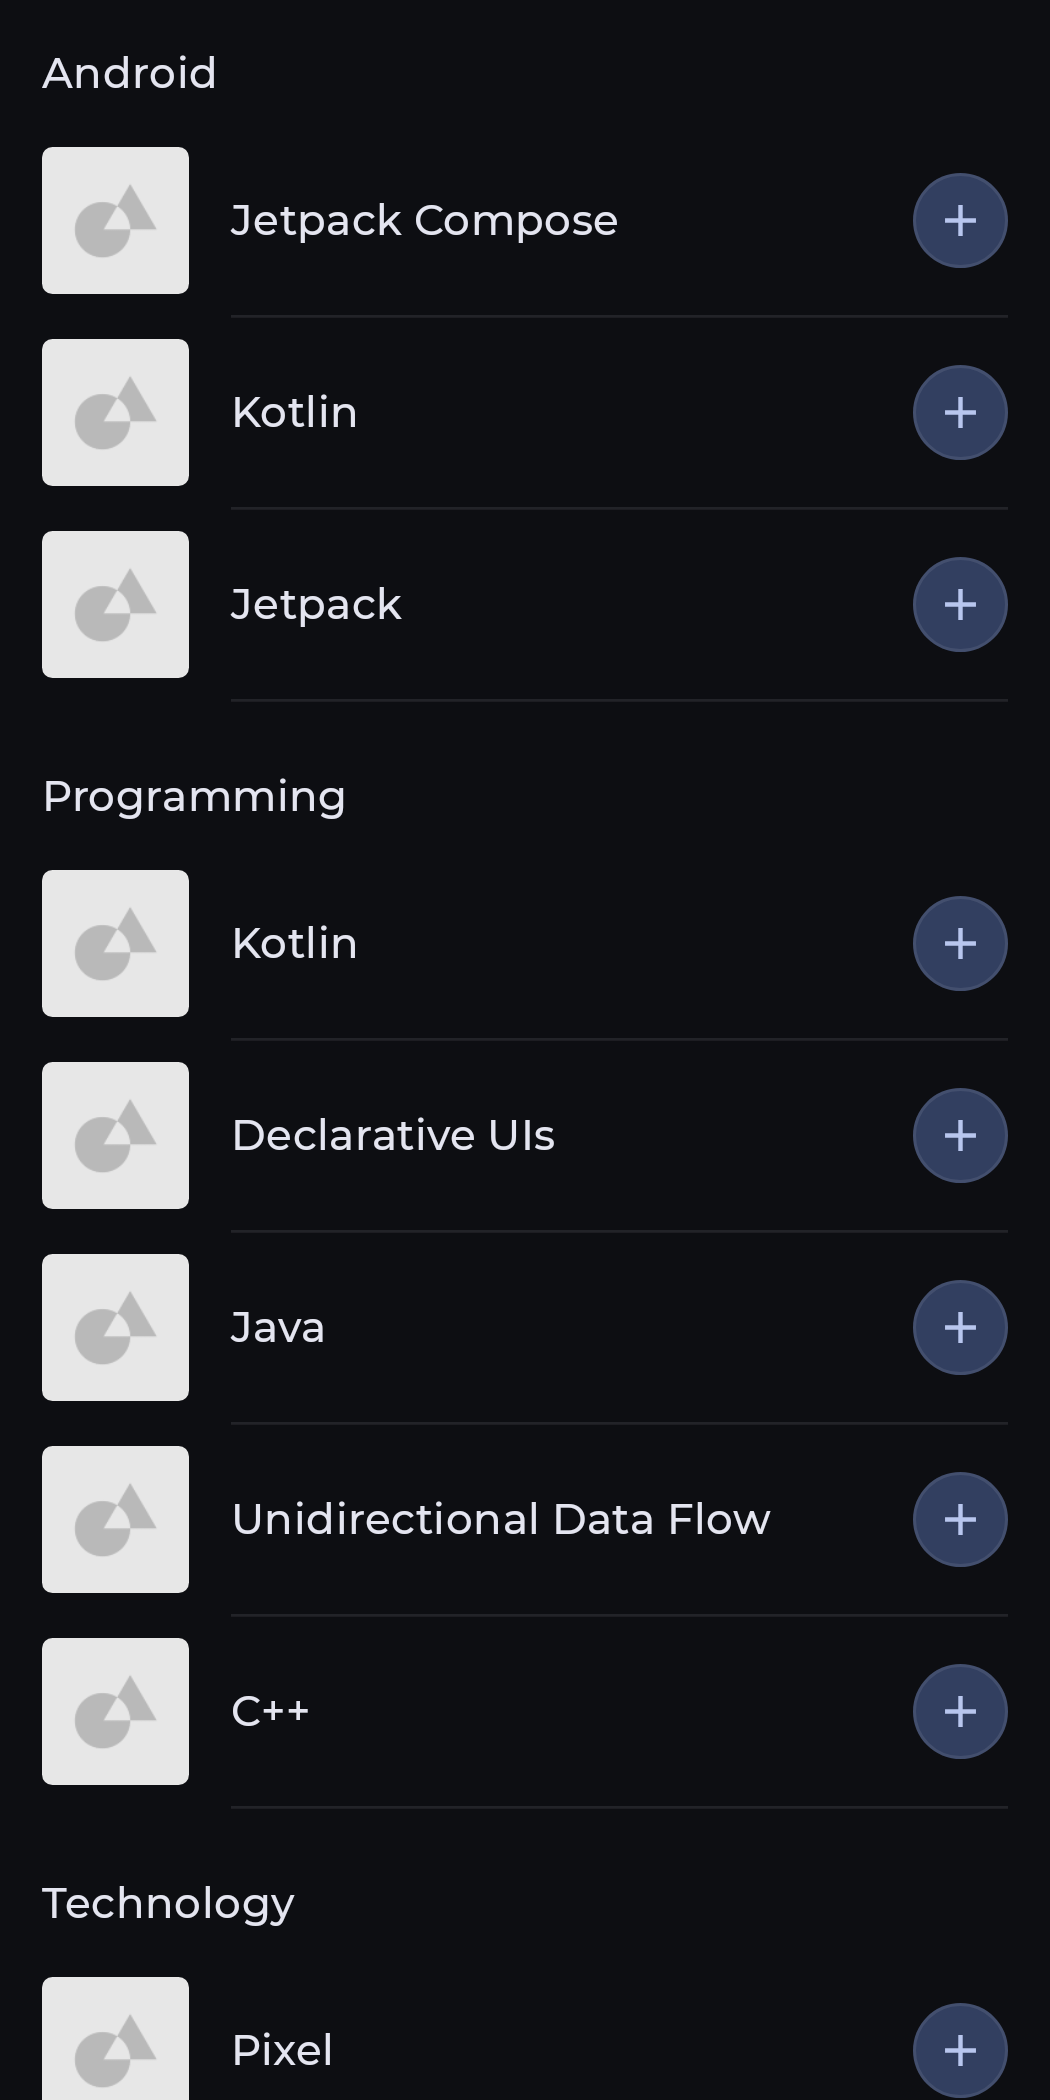 Android
Jetpack Compose
Kotlin
Jetpack
Programming
Kotlin
Declarative UIs
Java
Unidirectional Data Flow
C++
Technology
Pixel